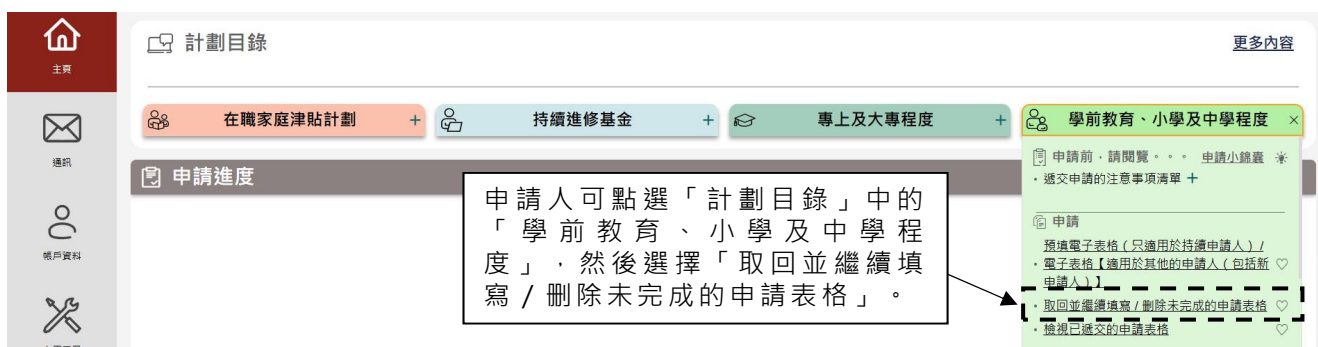 主頁
通訊
帳戶資料
計劃目錄
更多內容
在職家庭津貼計劃 +
持續進修基金 +
專上及大專程度 +
學前教育、小學及中學程度 ×
申請進度
申請人可點選「計劃目錄」中的
「學前教育、小學及中學程
度」，然後選擇「取回並繼續填
寫 / 刪除未完成的申請表格」。
申請前，請閱覽。。。 申請小錦囊
· 遞交申請的注意事項清單 +
申請
預填電子表格 ( 只適用於持續申請人 ) /
· 電子表格【適用於其他的申請人 ( 包括新
申請人 ) 】
· 取回並繼續填寫 / 刪除未完成的申請表格
· 檢視已遞交的申請表格